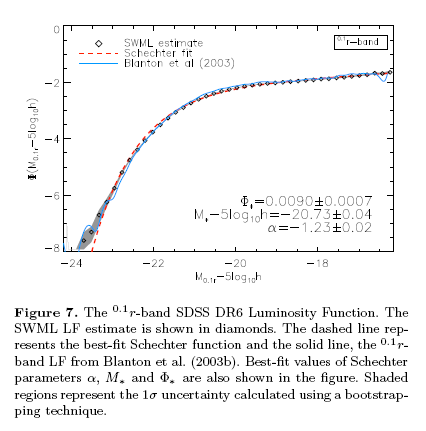 0
−2
−4
−6
−8
Φ(M₀.₁ᵣ−5log₁₀h)
SWML estimate
Schechter fit
Blanton et al (2003)
⁰·¹r-band
Φ*=0.0090±0.0007
M*−5log₁₀h=−20.73±0.04
α=−1.23±0.02
−24 −22 −20 −18
M₀.₁ᵣ−5log₁₀h
Figure 7. The ⁰·¹r-band SDSS DR6 Luminosity Function. The
SWML LF estimate is shown in diamonds. The dashed line rep-
resents the best-fit Schechter function and the solid line, the ⁰·¹r-
band LF from Blanton et al. (2003b). Best-fit values of Schechter
parameters α, M* and Φ* are also shown in the figure. Shaded
regions represent the 1σ uncertainty calculated using a bootstrap-
ping technique.